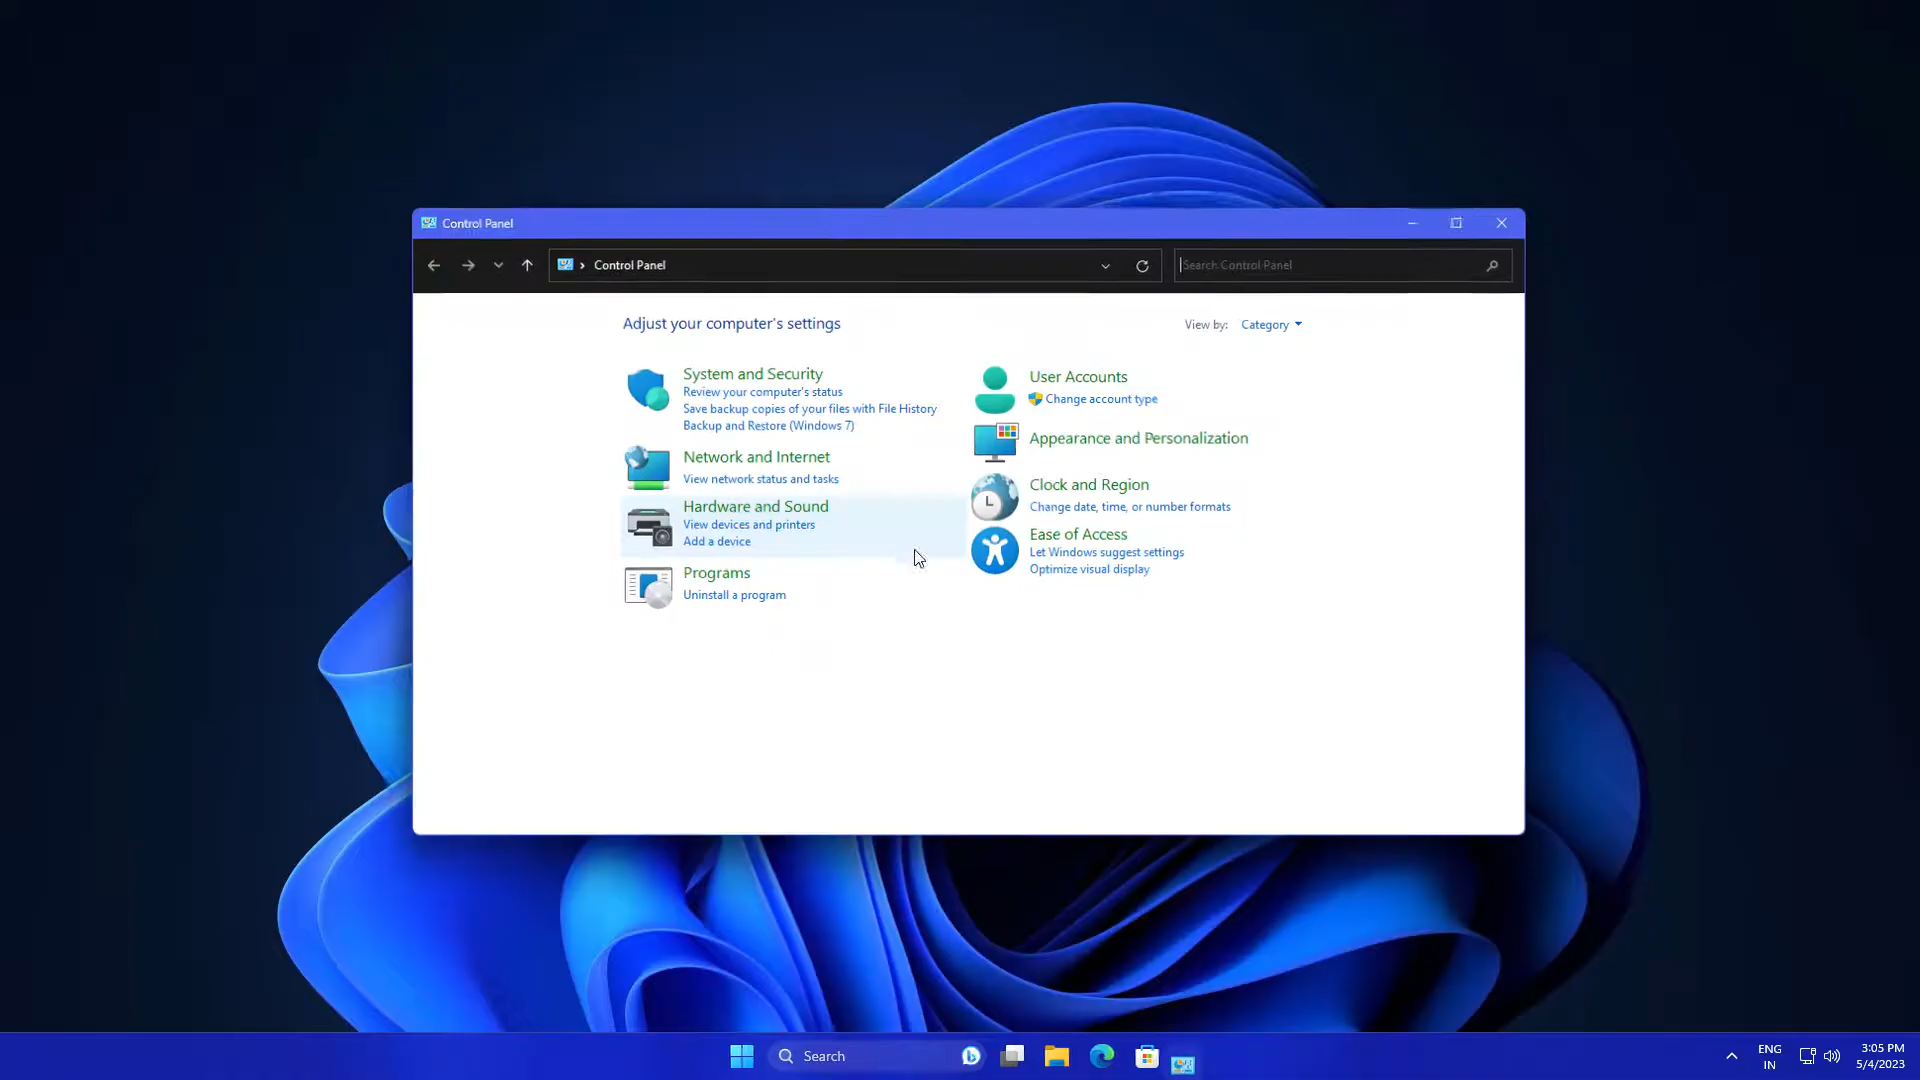 Control Panel
Control Panel
Search Control Panel
Adjust your computer's settings
View by: Category
System and Security
Review your computer's status
Save backup copies of your files with File History
Backup and Restore (Windows 7)
Network and Internet
View network status and tasks
Hardware and Sound
View devices and printers
Add a device
Programs
Uninstall a program
User Accounts
Change account type
Appearance and Personalization
Clock and Region
Change date, time, or number formats
Ease of Access
Let Windows suggest settings
Optimize visual display
Search
ENG
IN
3:05 PM
5/4/2023